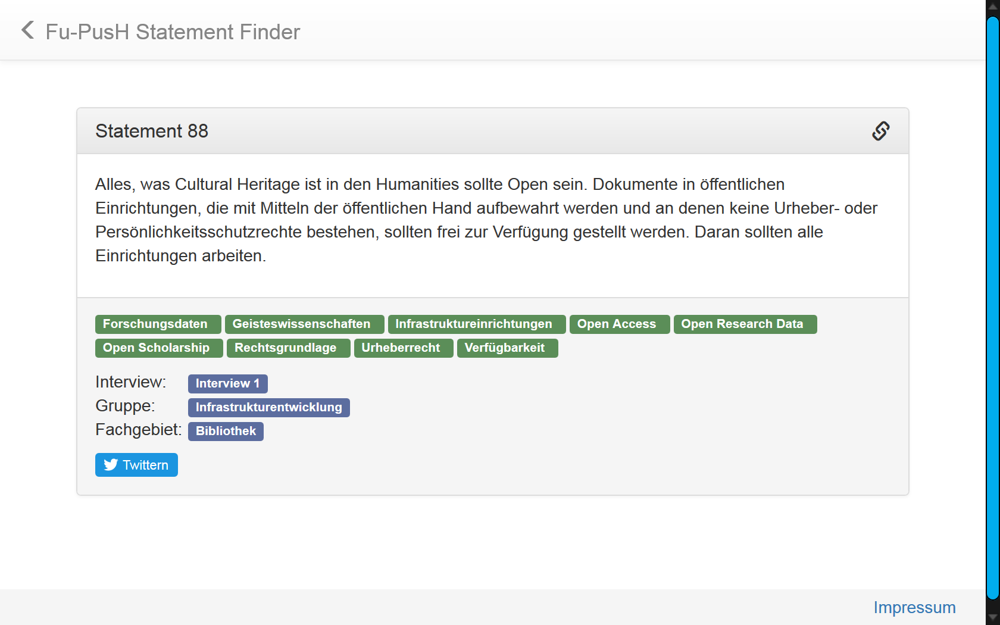 Fu-PusH Statement Finder
Statement 88
Alles, was Cultural Heritage ist in den Humanities sollte Open sein. Dokumente in öffentlichen
Einrichtungen, die mit Mitteln der öffentlichen Hand aufbewahrt werden und an denen keine Urheber- oder
Persönlichkeitsschutzrechte bestehen, sollten frei zur Verfügung gestellt werden. Daran sollten alle
Einrichtungen arbeiten.
Forschungsdaten Geisteswissenschaften Infrastruktureinrichtungen Open Access Open Research Data
Open Scholarship Rechtsgrundlage Urheberrecht Verfügbarkeit
Interview: Interview 1
Gruppe: Infrastrukturentwicklung
Fachgebiet: Bibliothek
Twittern
Impressum